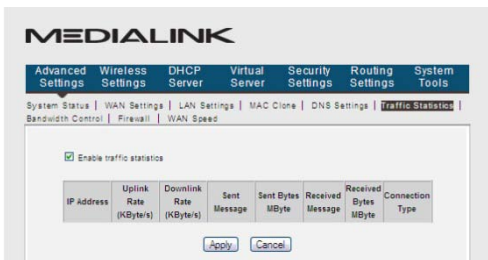 MEDIALINK
Advanced Settings Wireless Settings DHCP Server Virtual Server Security Settings Routing Settings System Tools
System Status | WAN Settings | LAN Settings | MAC Clone | DNS Settings | Traffic Statistics |
Bandwidth Control | Firewall | WAN Speed
Enable traffic statistics
IP Address Uplink Rate (KByte/s) Downlink Rate (KByte/s) Sent Message Sent Bytes MByte Received Message Received Bytes MByte Connection Type
Apply Cancel